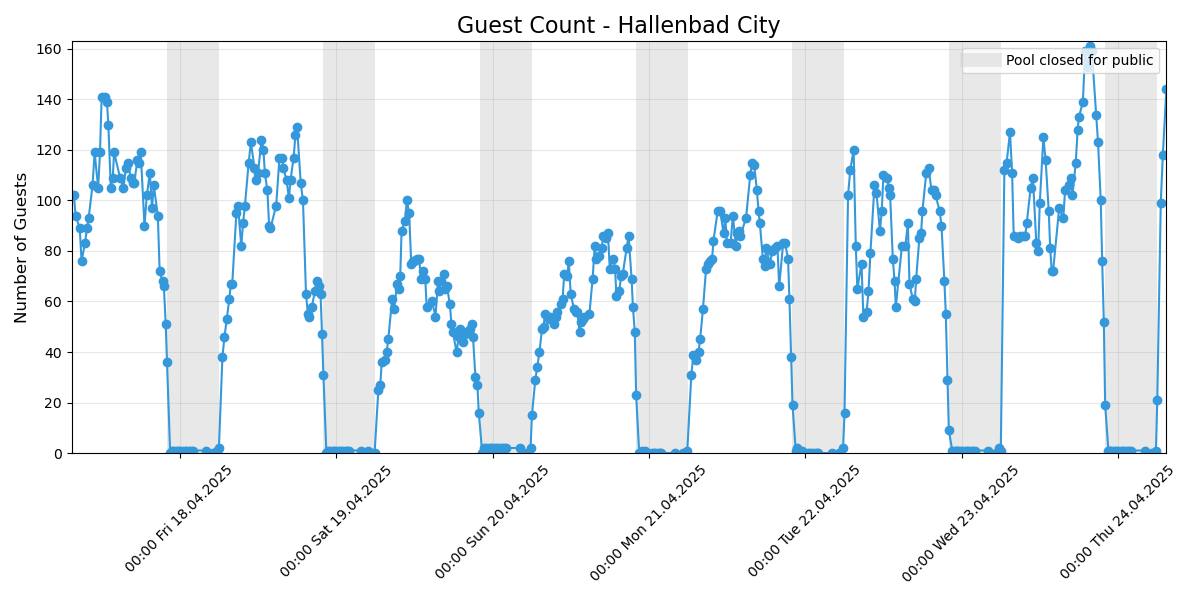 Guest Count - Hallenbad City
Pool closed for public
Number of Guests
160
140
120
100
80
60
40
20
0
00:00 Fri 18.04.2025
00:00 Sat 19.04.2025
00:00 Sun 20.04.2025
00:00 Mon 21.04.2025
00:00 Tue 22.04.2025
00:00 Wed 23.04.2025
00:00 Thu 24.04.2025